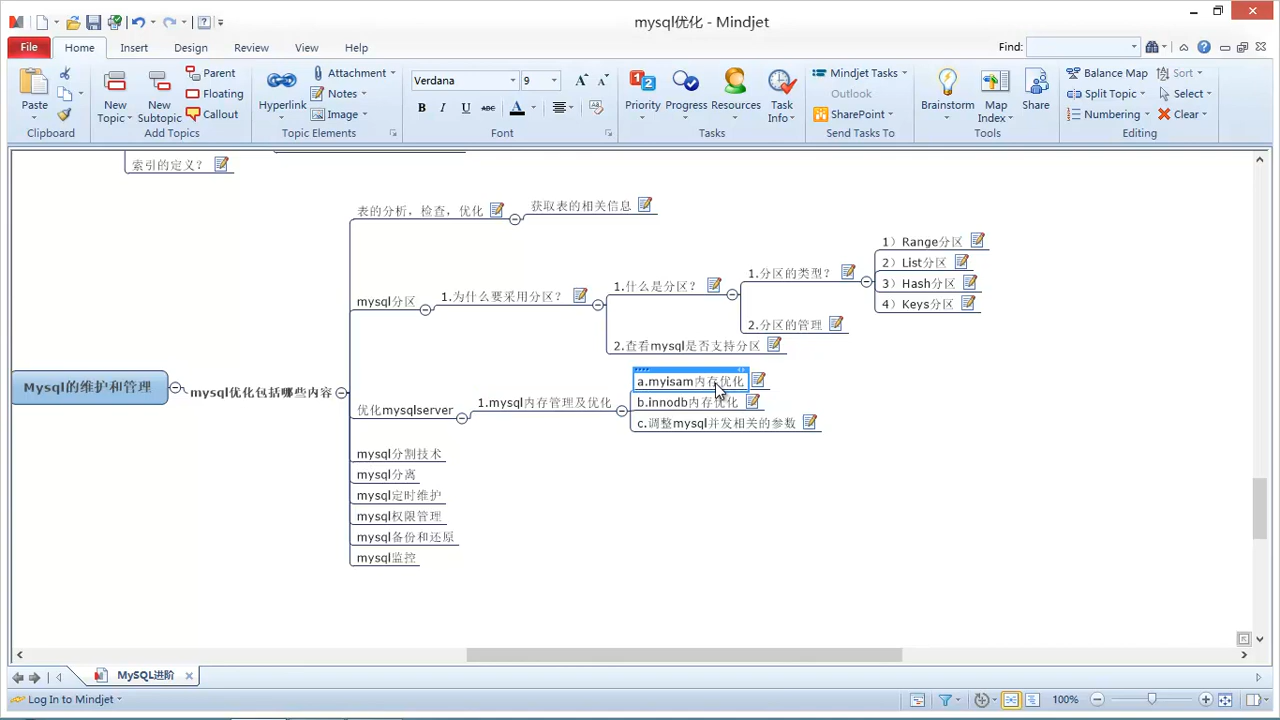 mysql优化 - Mindjet
File Home Insert Design Review View Help Find:
Paste
Clipboard
New Topic
New Subtopic
Parent
Floating
Callout
Add Topics
Hyperlink
Attachment
Notes
Image
Topic Elements
Verdana 9
B I U abc A
Font
Priority
Progress
Resources
Task Info
Tasks
Mindjet Tasks
Outlook
SharePoint
Send Tasks To
Brainstorm
Map Index
Share
Tools
Balance Map
Split Topic
Numbering
Sort
Select
Clear
Editing
索引的定义？
表的分析，检查，优化
获取表的相关信息
1）Range分区
2）List分区
3）Hash分区
4）Keys分区
1.分区的类型？
1.什么是分区？
mysql分区
1.为什么要采用分区？
2.分区的管理
2.查看mysql是否支持分区
a.myisam内存优化
Mysql的维护和管理
mysql优化包括哪些内容
b.innodb内存优化
优化mysqlserver
1.mysql内存管理及优化
c.调整mysql并发相关的参数
mysql分割技术
mysql分离
mysql定时维护
mysql权限管理
mysql备份和还原
mysql监控
MySQL进阶
Log In to Mindjet
100%